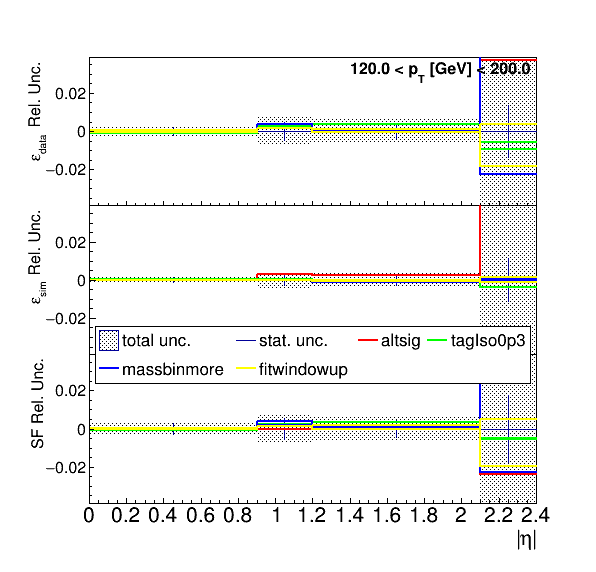 120.0 < p_T [GeV] < 200.0
ε_data Rel. Unc.
0.02
0
−0.02
ε_sim Rel. Unc.
0.02
0
−0.02
total unc. stat. unc. altsig tagIso0p3
massbinmore fitwindowup
SF Rel. Unc.
0.02
0
−0.02
0 0.2 0.4 0.6 0.8 1 1.2 1.4 1.6 1.8 2 2.2 2.4
|η|